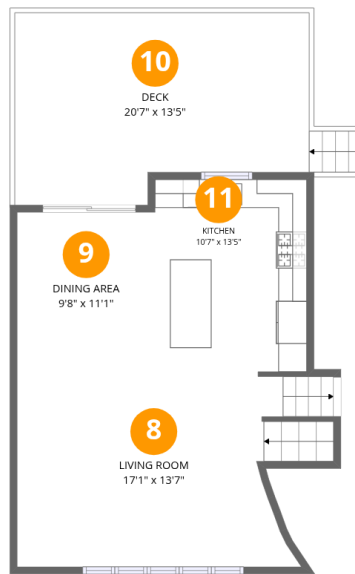 10
DECK
20'7" x 13'5"
11
KITCHEN
10'7" x 13'5"
9
DINING AREA
9'8" x 11'1"
8
LIVING ROOM
17'1" x 13'7"